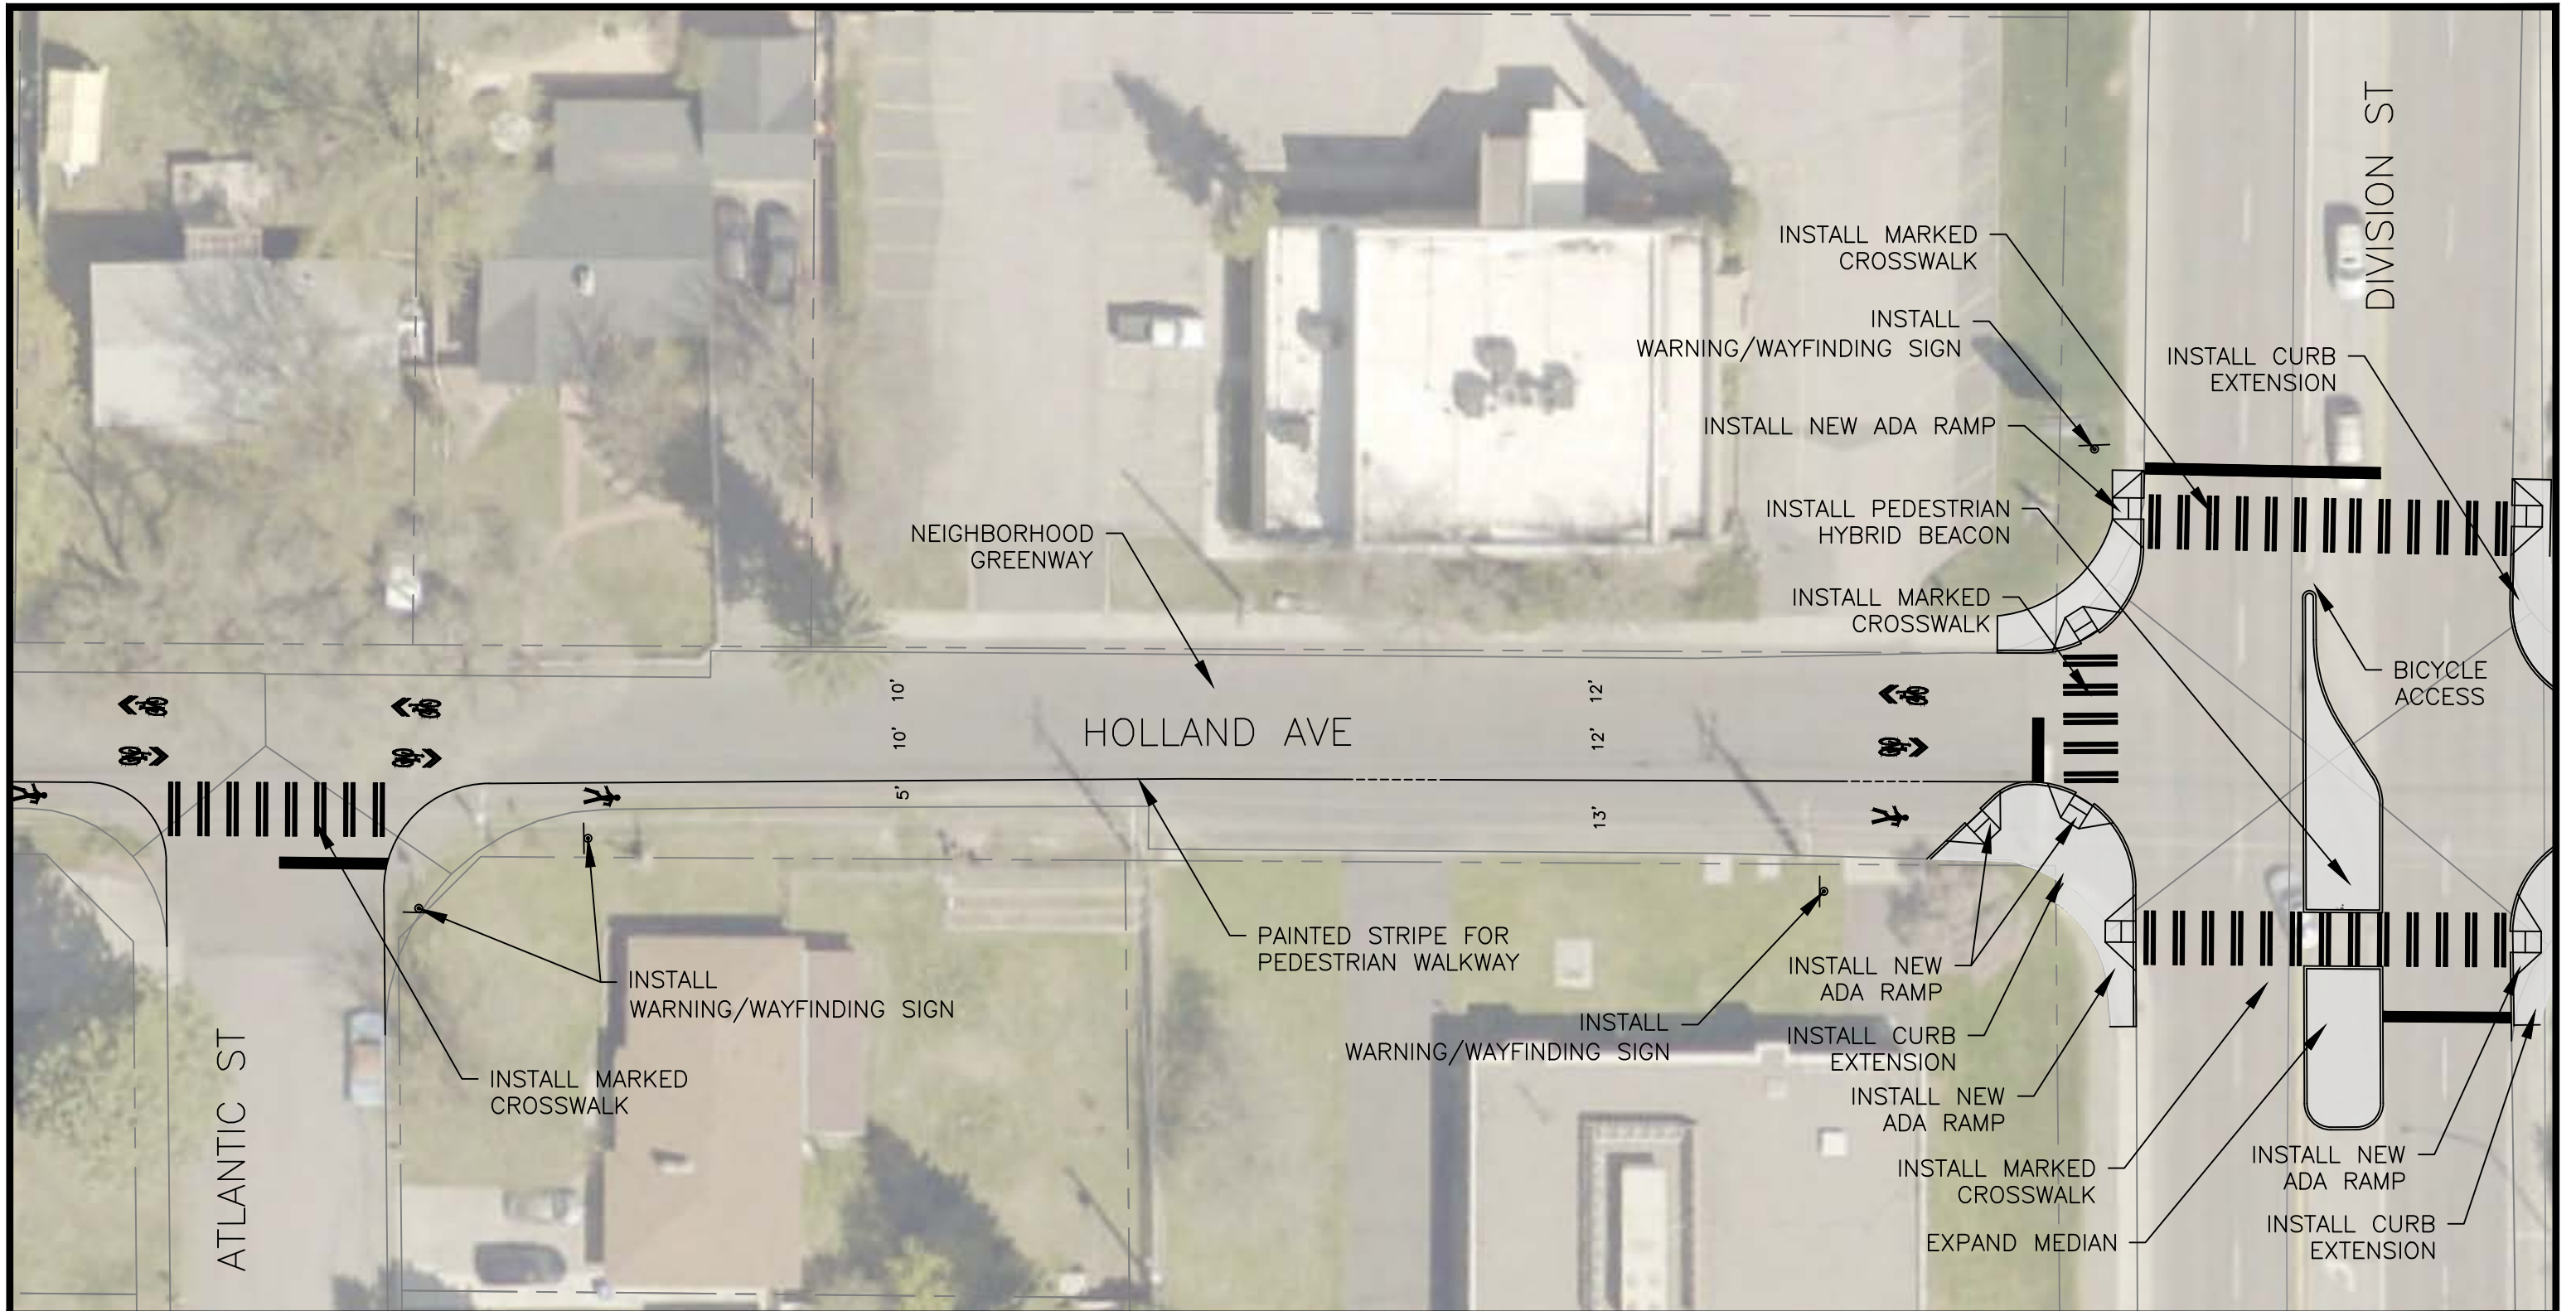 DIVISION ST
INSTALL MARKED
CROSSWALK
INSTALL
WARNING/WAYFINDING SIGN
INSTALL CURB
EXTENSION
INSTALL NEW ADA RAMP
INSTALL PEDESTRIAN
HYBRID BEACON
NEIGHBORHOOD
GREENWAY
INSTALL MARKED
CROSSWALK
BICYCLE
ACCESS
10'
12'
HOLLAND AVE
10'
12'
5'
13'
PAINTED STRIPE FOR
PEDESTRIAN WALKWAY
INSTALL
WARNING/WAYFINDING SIGN
INSTALL NEW
ADA RAMP
INSTALL
WARNING/WAYFINDING SIGN
INSTALL CURB
EXTENSION
INSTALL MARKED
CROSSWALK
INSTALL NEW
ADA RAMP
ATLANTIC ST
INSTALL MARKED
CROSSWALK
INSTALL NEW
ADA RAMP
EXPAND MEDIAN
INSTALL CURB
EXTENSION